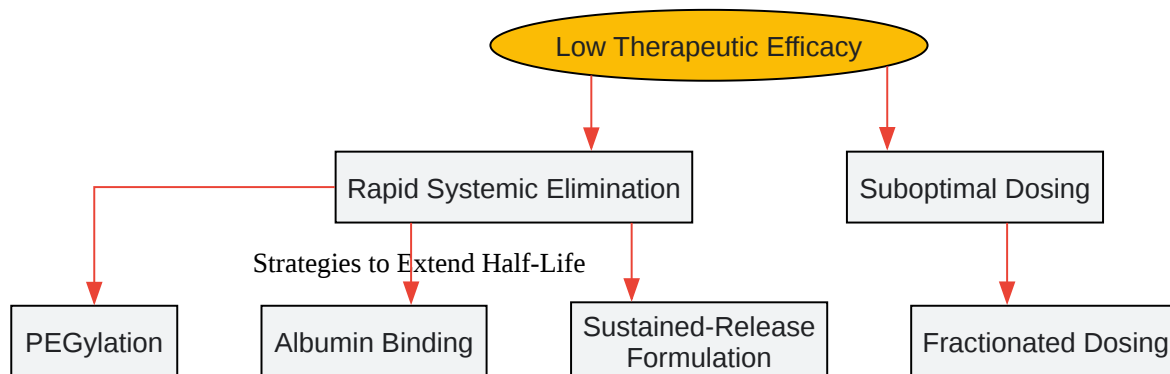 Low Therapeutic Efficacy
Rapid Systemic Elimination
Suboptimal Dosing
Strategies to Extend Half-Life
PEGylation
Albumin Binding
Sustained-Release
Formulation
Fractionated Dosing